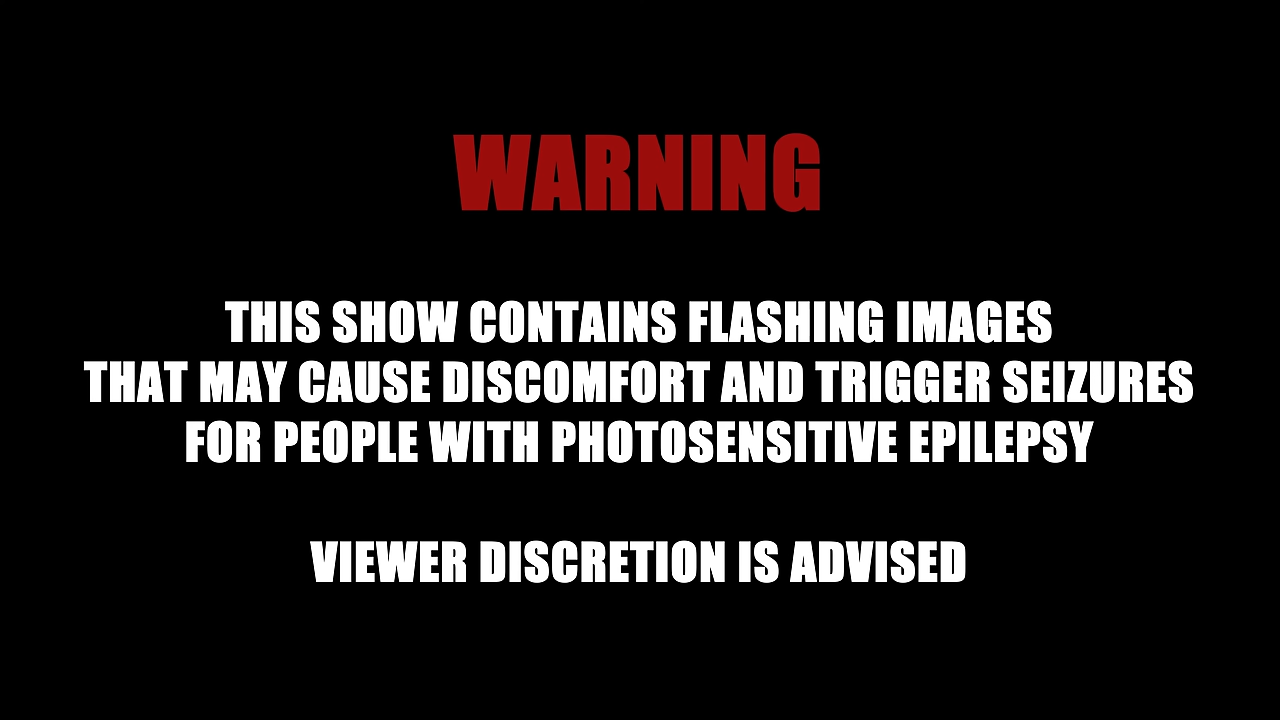 WARNING
THIS SHOW CONTAINS FLASHING IMAGES
THAT MAY CAUSE DISCOMFORT AND TRIGGER SEIZURES
FOR PEOPLE WITH PHOTOSENSITIVE EPILEPSY
VIEWER DISCRETION IS ADVISED